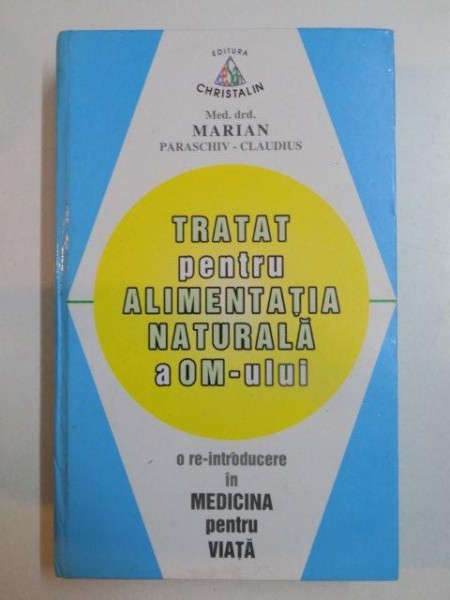 EDITURA
CHRISTALIN
Med. drd.
MARIAN
PARASCHIV - CLAUDIUS
TRATAT
pentru
ALIMENTAȚIA
NATURALĂ
a OM-ului
o re-introducere
în
MEDICINA
pentru
VIAȚĂ